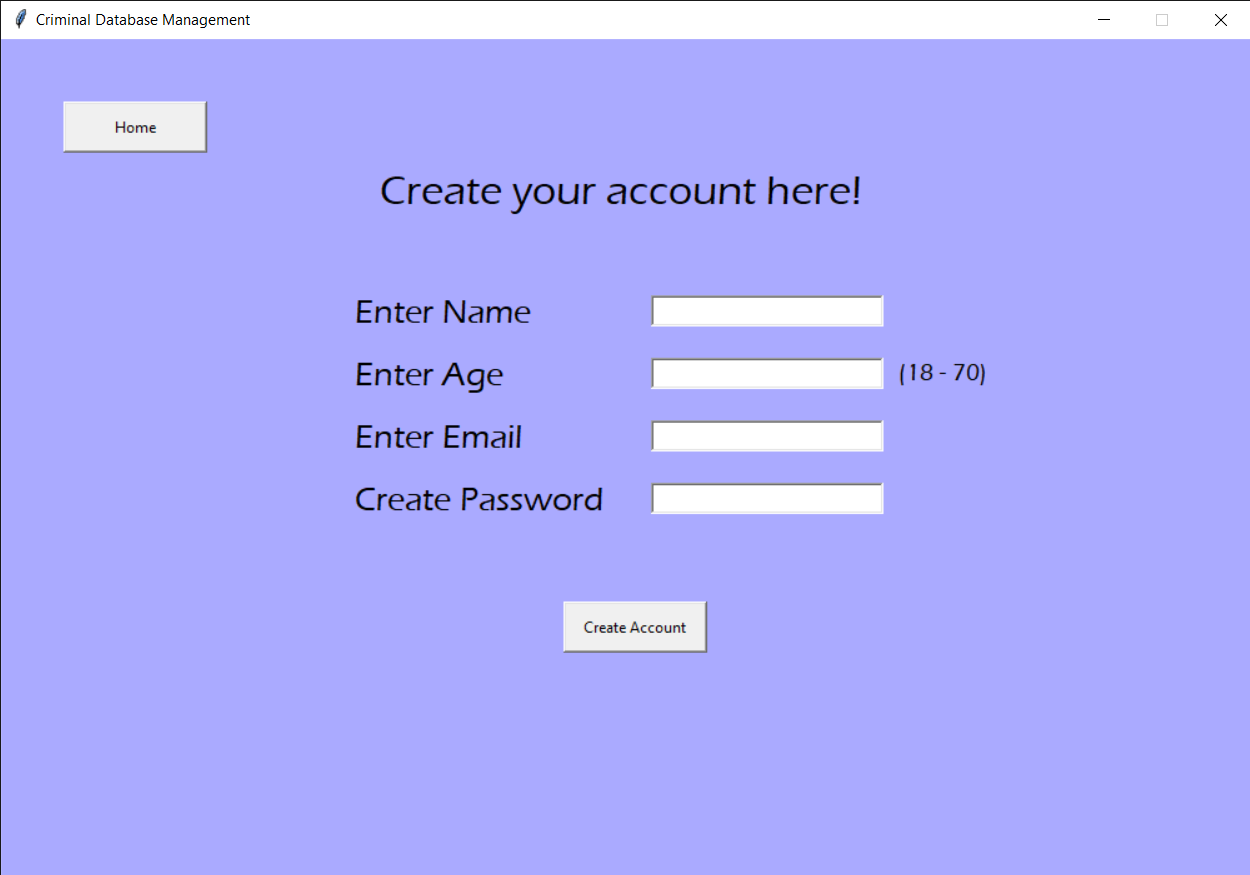 Criminal Database Management
Home
Create your account here!
Enter Name
Enter Age (18 - 70)
Enter Email
Create Password
Create Account